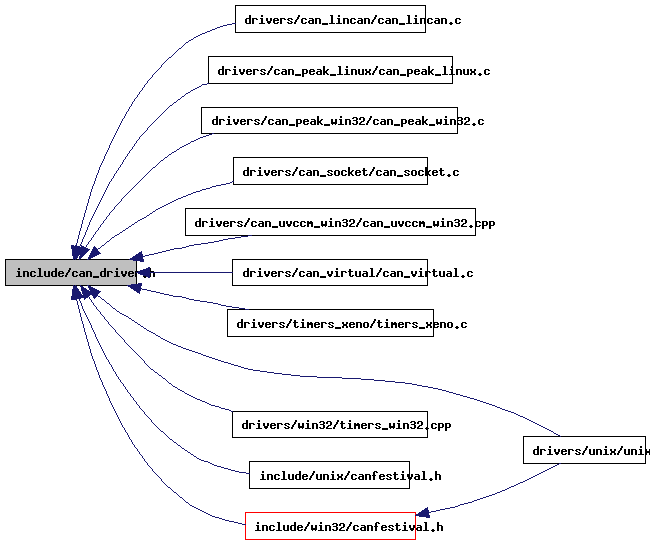 drivers/can_lincan/can_lincan.c
drivers/can_peak_linux/can_peak_linux.c
drivers/can_peak_win32/can_peak_win32.c
drivers/can_socket/can_socket.c
drivers/can_uvccm_win32/can_uvccm_win32.cpp
include/can_driver.h
drivers/can_virtual/can_virtual.c
drivers/timers_xeno/timers_xeno.c
drivers/win32/timers_win32.cpp
drivers/unix/unix
include/unix/canfestival.h
include/win32/canfestival.h